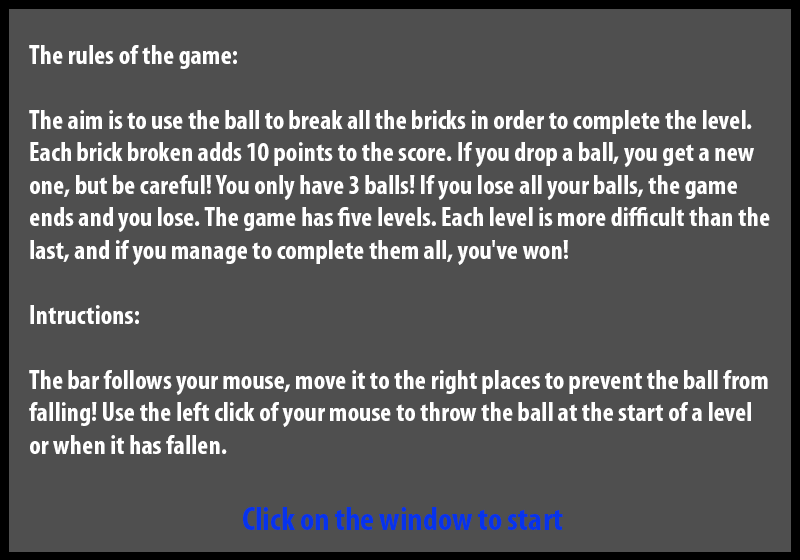 The rules of the game:
The aim is to use the ball to break all the bricks in order to complete the level.
Each brick broken adds 10 points to the score. If you drop a ball, you get a new
one, but be careful! You only have 3 balls! If you lose all your balls, the game
ends and you lose. The game has five levels. Each level is more difficult than the
last, and if you manage to complete them all, you've won!
Intructions:
The bar follows your mouse, move it to the right places to prevent the ball from
falling! Use the left click of your mouse to throw the ball at the start of a level
or when it has fallen.
Click on the window to start